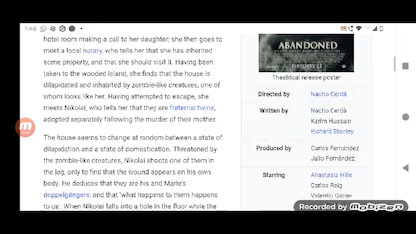 7:46
hotel room making a call to her daughter; she then goes to
meet a local notary, who tells her that she has inherited
some property, and that she should visit it. Having been
taken to the wooded island, she finds that the house is
dilapidated and inhabited by zombie-like creatures, one of
whom looks like her. Having attempted to escape, she
meets Nikolai, who tells her that they are fraternal twins,
adopted separately following the murder of their mother.
The house seems to change at random between a state of
dilapidation and a state of domestication. Threatened by
the zombie-like creatures, Nikolai shoots one of them in
the leg, only to find that the wound appears on his own
body. He deduces that they are his and Marie's
doppelgängers, and that "what happens to them happens
to us". When Nikolai falls into a hole in the floor while the
ABANDONED
Theatrical release poster
Directed by Nacho Cerdà
Written by Nacho Cerdà
Karim Hussain
Richard Stanley
Produced by Carlos Fernández
Julio Fernández
Starring Anastasia Hille
Carlos Reig
Valentin Ganev
Recorded by Mobizen